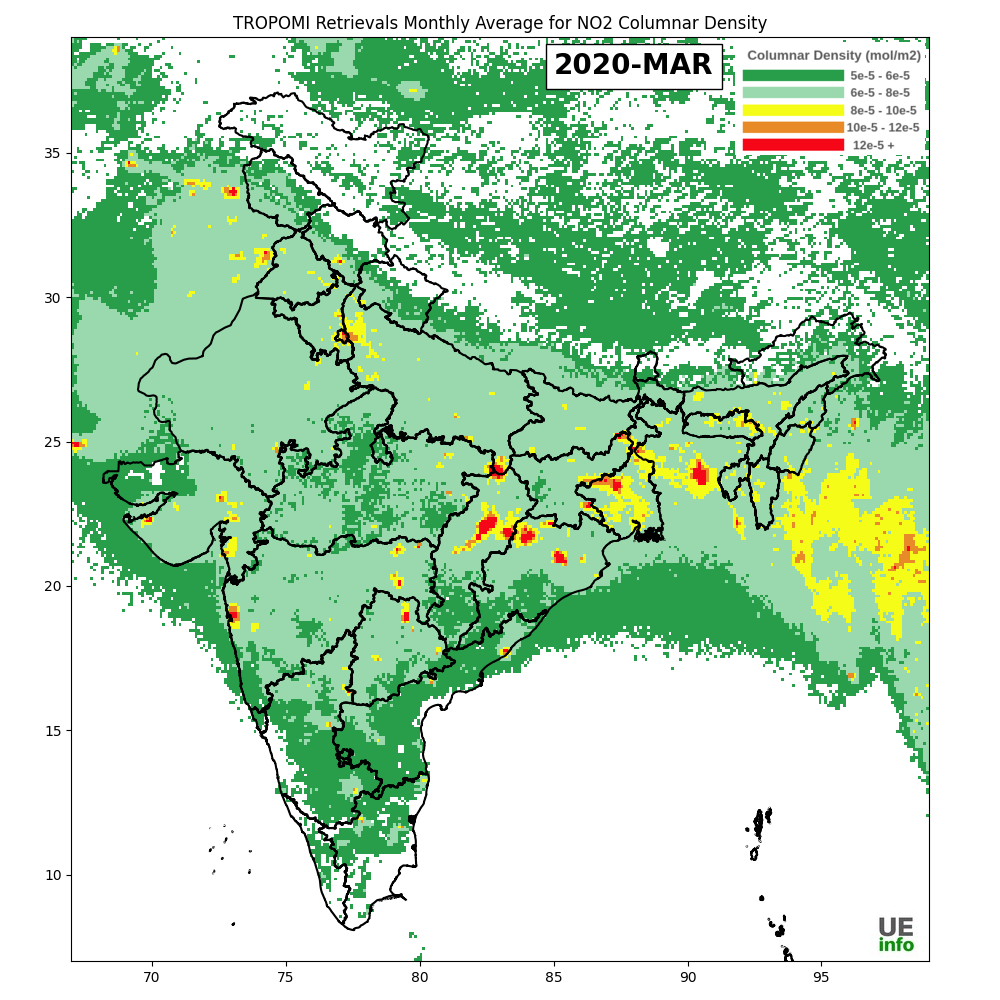 TROPOMI Retrievals Monthly Average for NO2 Columnar Density
2020-MAR
Columnar Density (mol/m2)
5e-5 - 6e-5
6e-5 - 8e-5
8e-5 - 10e-5
10e-5 - 12e-5
12e-5 +
35
30
25
20
15
10
70
75
80
85
90
95
UE
info